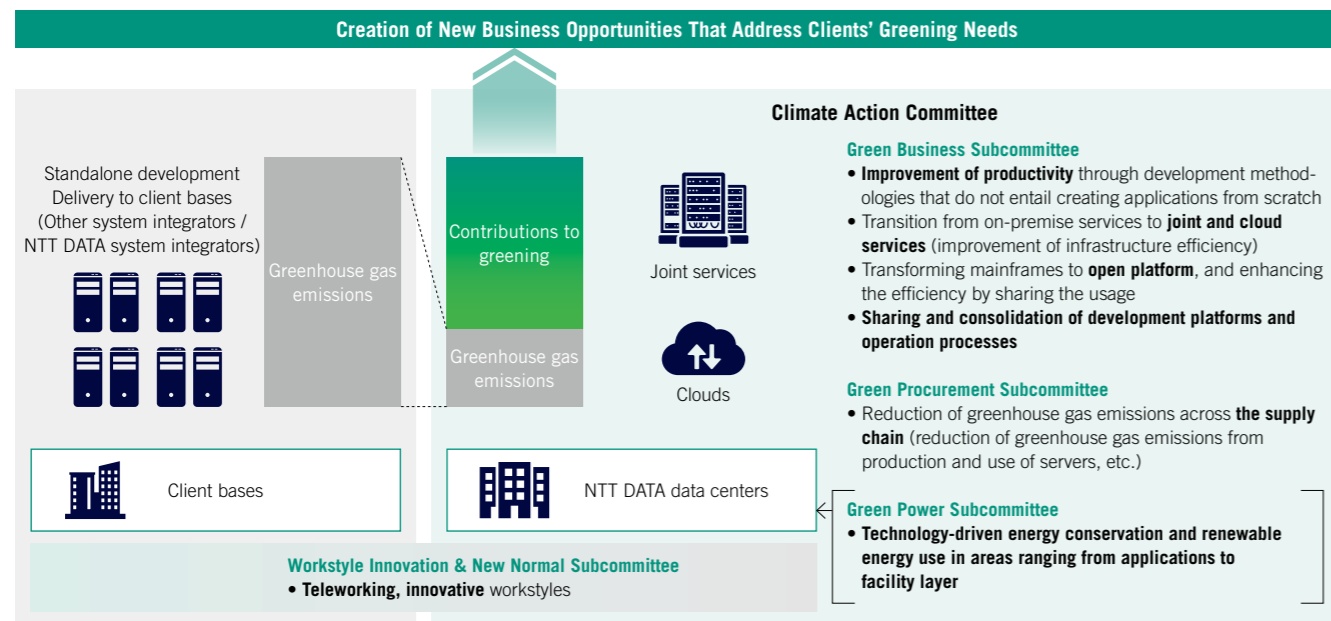 Creation of New Business Opportunities That Address Clients' Greening Needs
Standalone development
Delivery to client bases
(Other system integrators /
NTT DATA system integrators)
Greenhouse gas
emissions
Client bases
Contributions to
greening
Greenhouse gas
emissions
Joint services
Clouds
NTT DATA data centers
Climate Action Committee
Green Business Subcommittee
• Improvement of productivity through development method-
ologies that do not entail creating applications from scratch
• Transition from on-premise services to joint and cloud
services (improvement of infrastructure efficiency)
• Transforming mainframes to open platform, and enhancing
the efficiency by sharing the usage
• Sharing and consolidation of development platforms and
operation processes
Green Procurement Subcommittee
• Reduction of greenhouse gas emissions across the supply
chain (reduction of greenhouse gas emissions from
production and use of servers, etc.)
Green Power Subcommittee
• Technology-driven energy conservation and renewable
energy use in areas ranging from applications to
facility layer
Workstyle Innovation & New Normal Subcommittee
• Teleworking, innovative workstyles